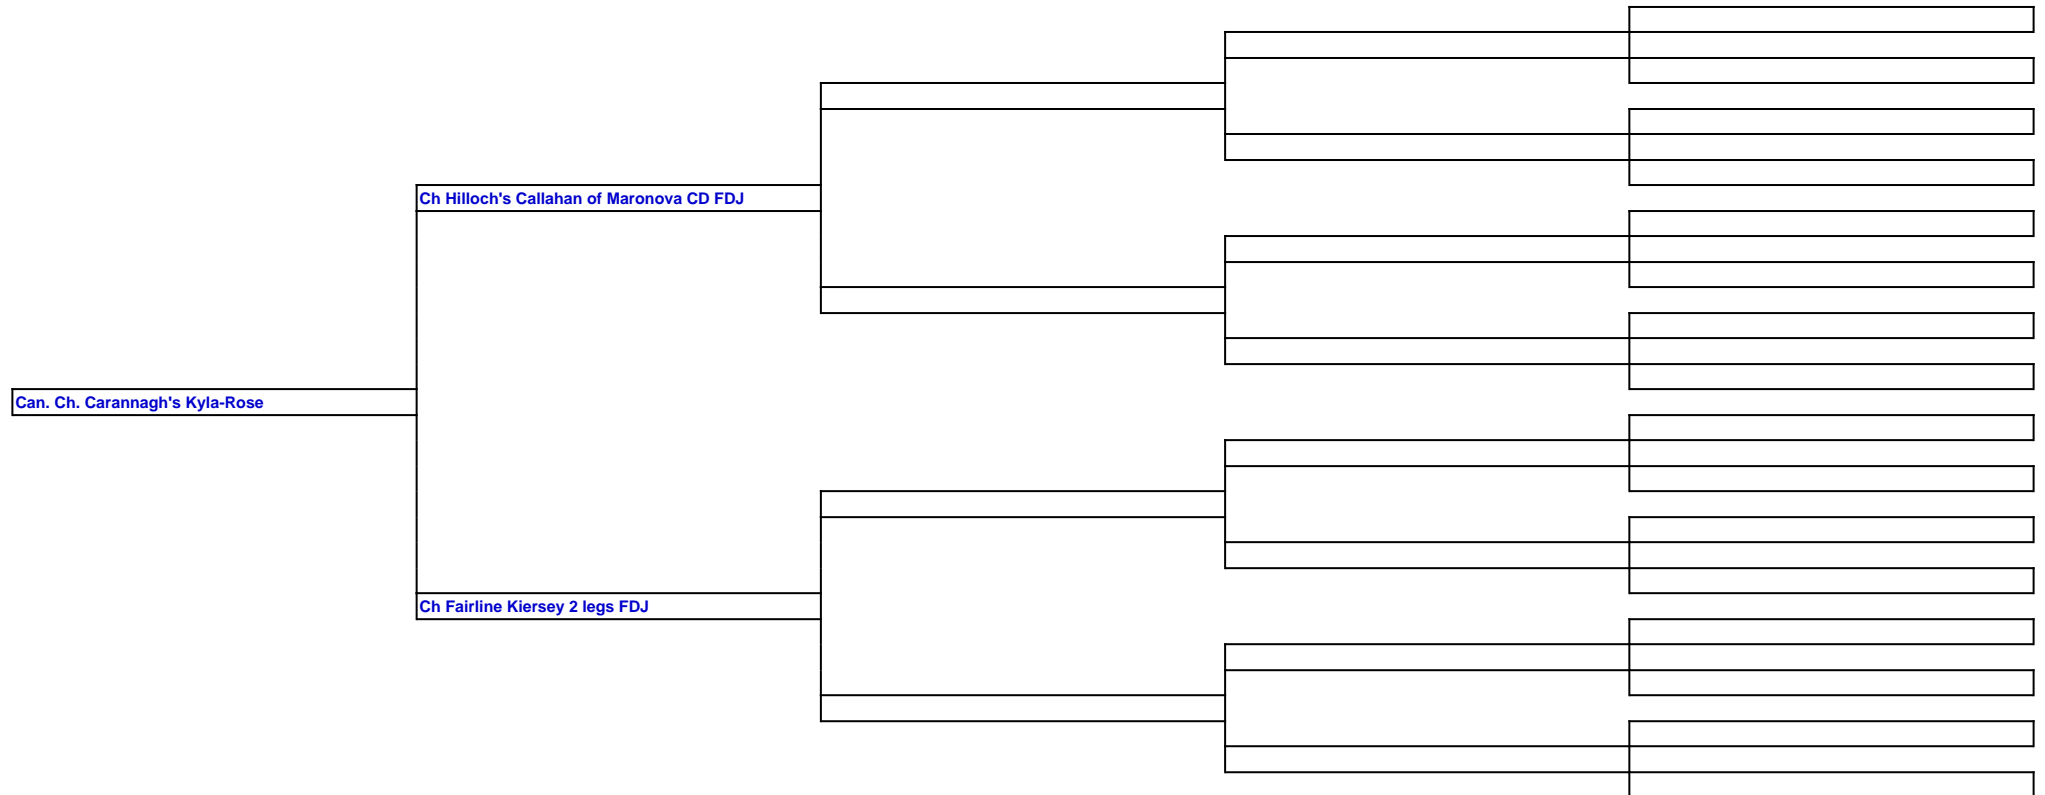 Ch Hilloch's Callahan of Maronova CD FDJ
Can. Ch. Carannagh's Kyla-Rose
Ch Fairline Kiersey 2 legs FDJ